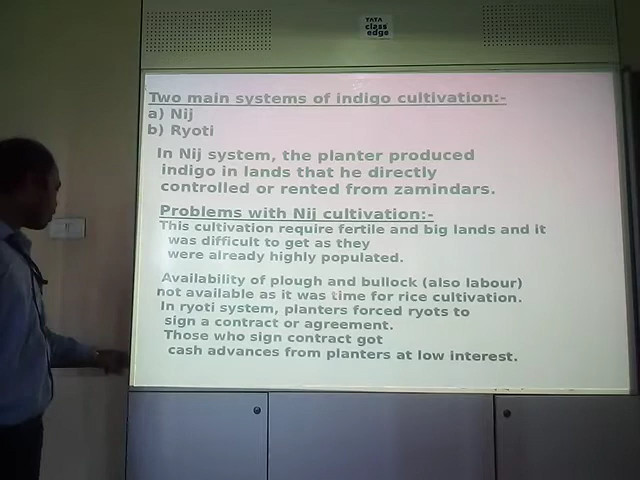 TATA
class
edge
Two main systems of indigo cultivation:-
a) Nij
b) Ryoti
In Nij system, the planter produced
indigo in lands that he directly
controlled or rented from zamindars.
Problems with Nij cultivation:-
This cultivation require fertile and big lands and it
was difficult to get as they
were already highly populated.
Availability of plough and bullock (also labour)
not available as it was time for rice cultivation.
In ryoti system, planters forced ryots to
sign a contract or agreement.
Those who sign contract got
cash advances from planters at low interest.